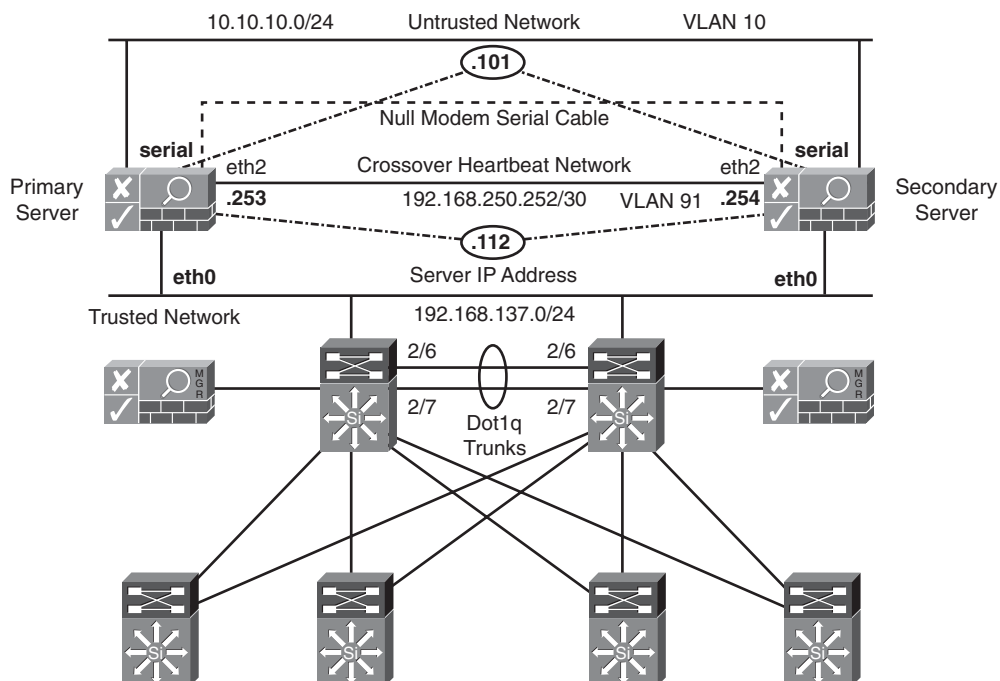 10.10.10.0/24 Untrusted Network VLAN 10
.101
Null Modem Serial Cable
serial serial
eth2 Crossover Heartbeat Network eth2
Primary
Server
.253 192.168.250.252/30 VLAN 91 .254
Secondary
Server
.112
eth0 Server IP Address eth0
Trusted Network 192.168.137.0/24
2/6 2/6
MGR
MGR
2/7 2/7
Si Si
Dot1q
Trunks
Si Si Si Si